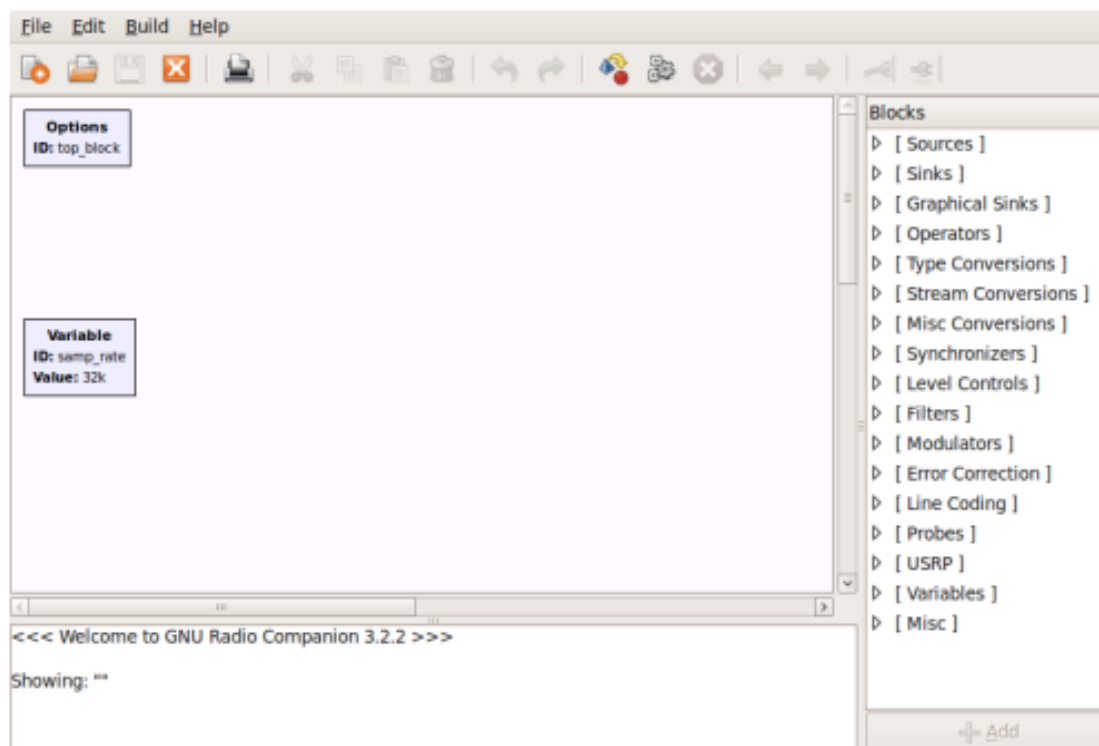 File Edit Build Help
Options
ID: top_block
Variable
ID: samp_rate
Value: 32k
<<< Welcome to GNU Radio Companion 3.2.2 >>>
Showing: ""
Blocks
[ Sources ]
[ Sinks ]
[ Graphical Sinks ]
[ Operators ]
[ Type Conversions ]
[ Stream Conversions ]
[ Misc Conversions ]
[ Synchronizers ]
[ Level Controls ]
[ Filters ]
[ Modulators ]
[ Error Correction ]
[ Line Coding ]
[ Probes ]
[ USRP ]
[ Variables ]
[ Misc ]
Add